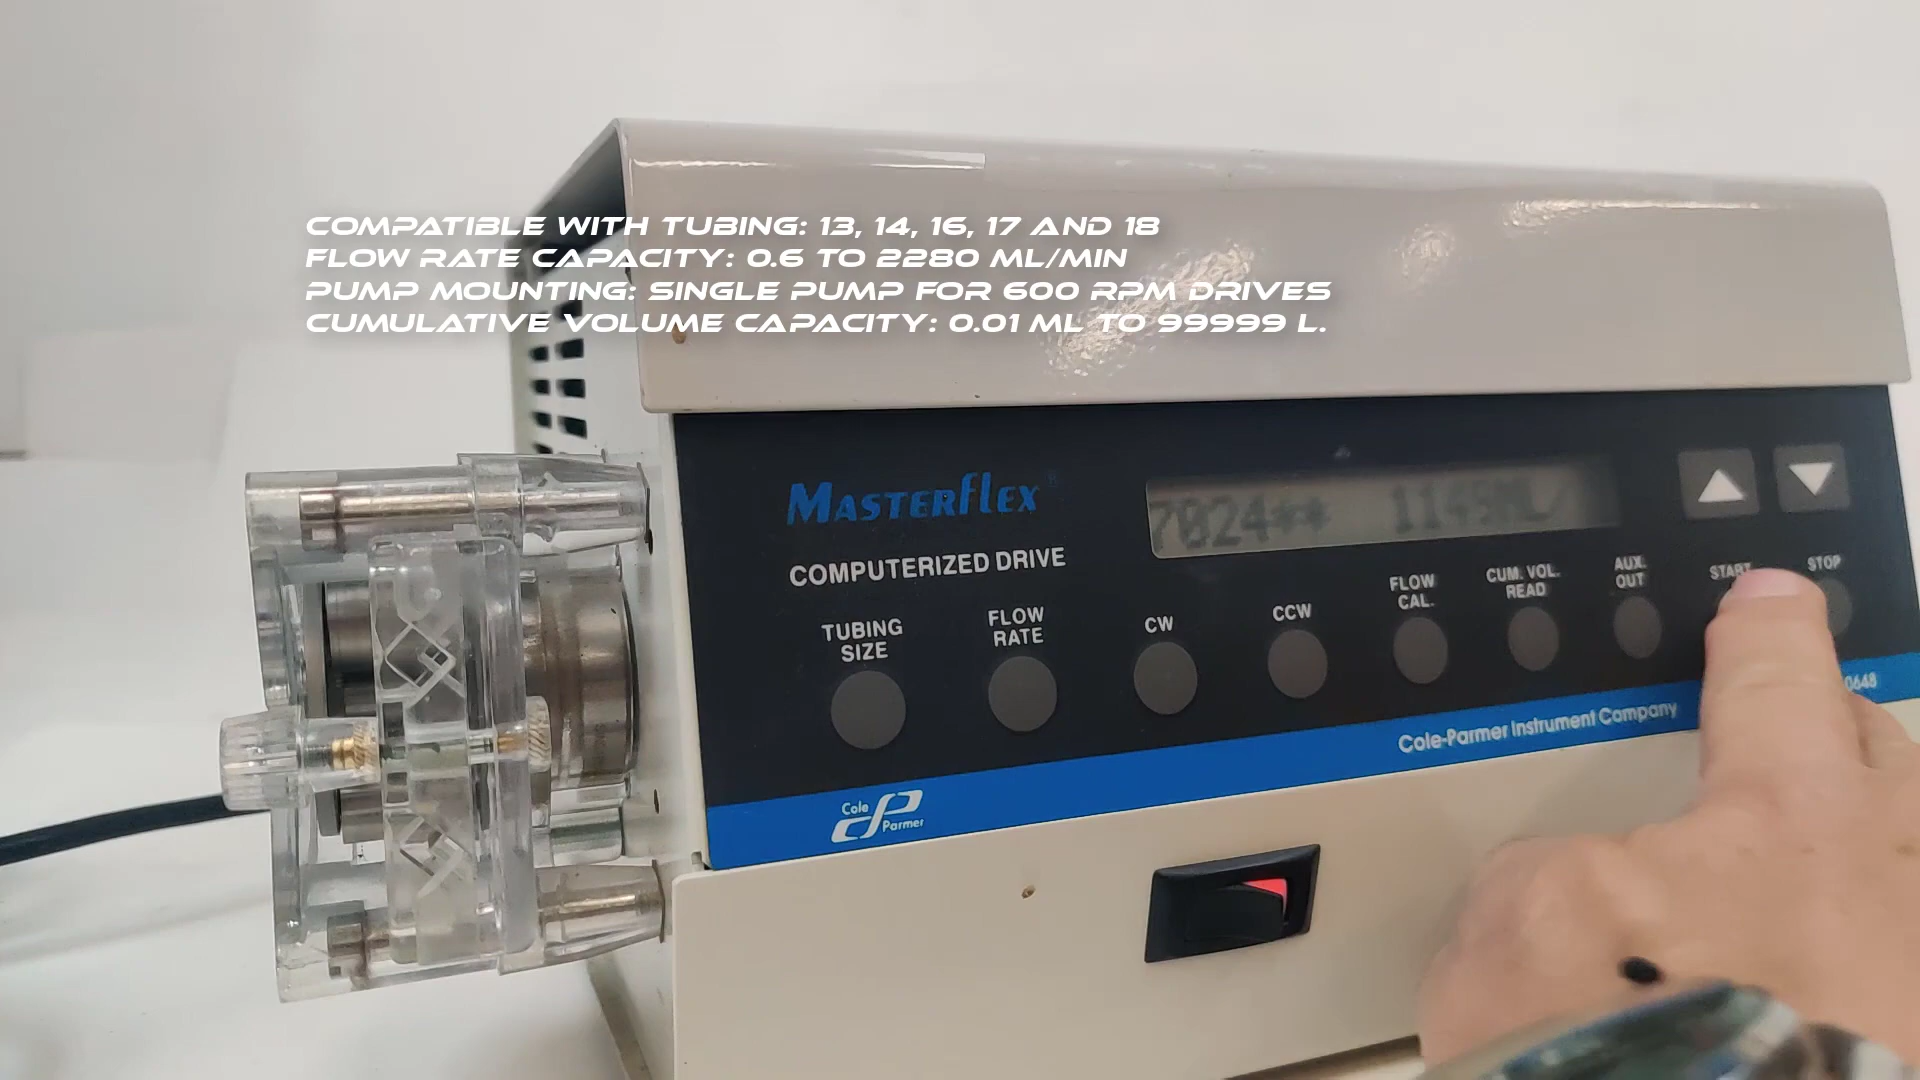 COMPATIBLE WITH TUBING: 13, 14, 16, 17 AND 18
FLOW RATE CAPACITY: 0.6 TO 2280 ML/MIN
PUMP MOUNTING: SINGLE PUMP FOR 600 RPM DRIVES
CUMULATIVE VOLUME CAPACITY: 0.01 ML TO 99999 L.
MASTERFLEX
COMPUTERIZED DRIVE
7024**
TUBING SIZE
FLOW RATE
CW
CCW
FLOW CAL.
CUM. VOL. READ
AUX. OUT
START
STOP
Cole-Parmer Instrument Company
Cole Parmer